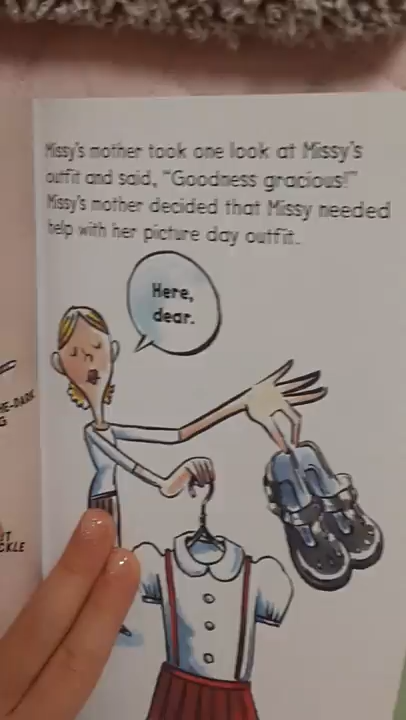 Missy's mother took one look at Missy's
outfit and said, "Goodness gracious!"
Missy's mother decided that Missy needed
help with her picture day outfit.
Here,
dear.